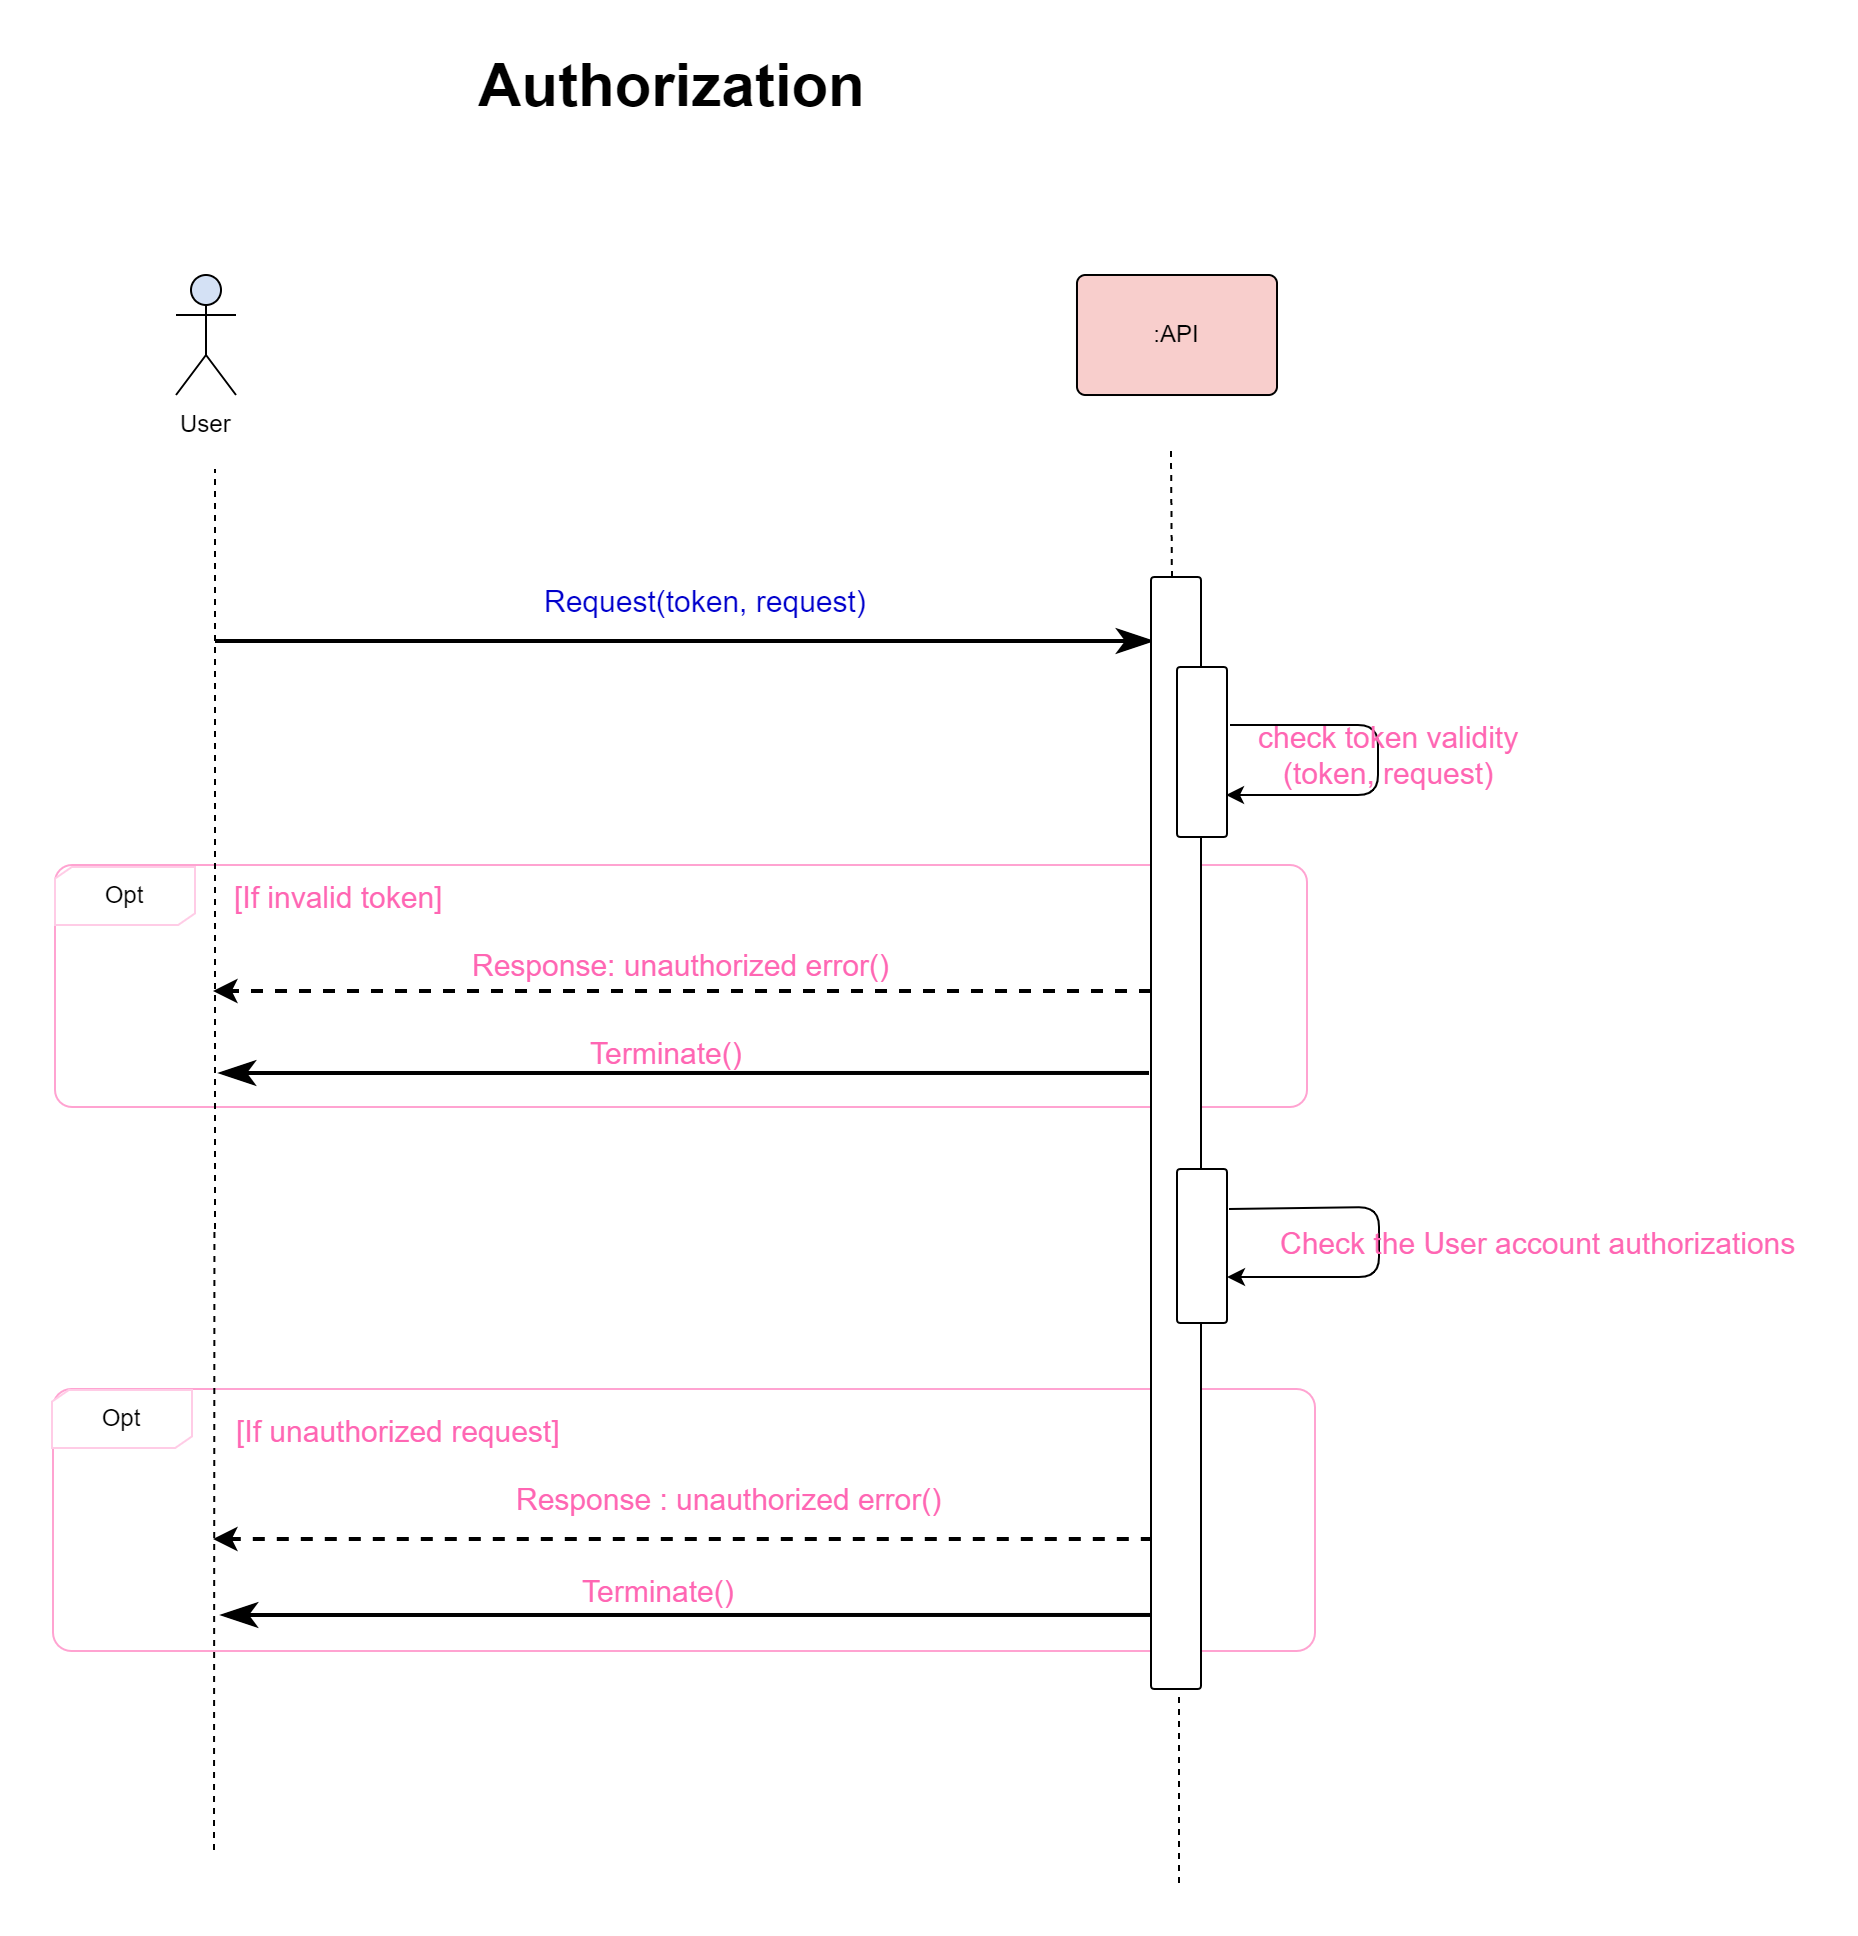 Authorization
:API
User
Request(token, request)
check token validity
(token, request)
Opt
[If invalid token]
Response: unauthorized error()
Terminate()
Check the User account authorizations
Opt
[If unauthorized request]
Response : unauthorized error()
Terminate()